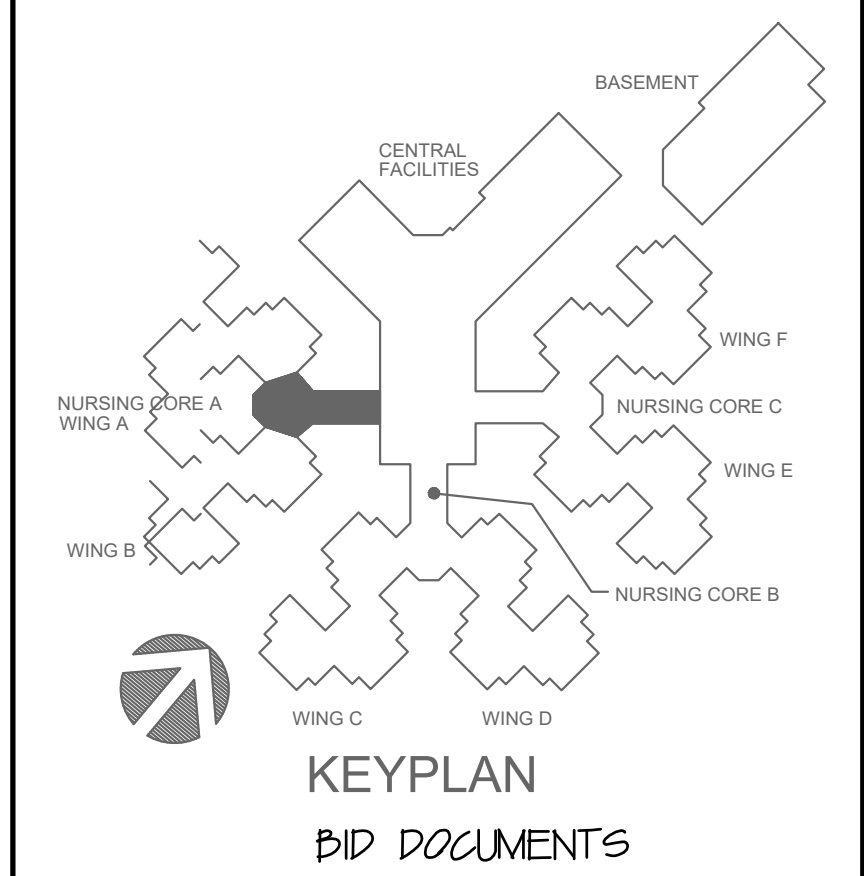 BASEMENT
CENTRAL
FACILITIES
WING F
NURSING CORE A
WING A
NURSING CORE C
WING E
WING B
NURSING CORE B
WING C
WING D
KEYPLAN
BID DOCUMENTS